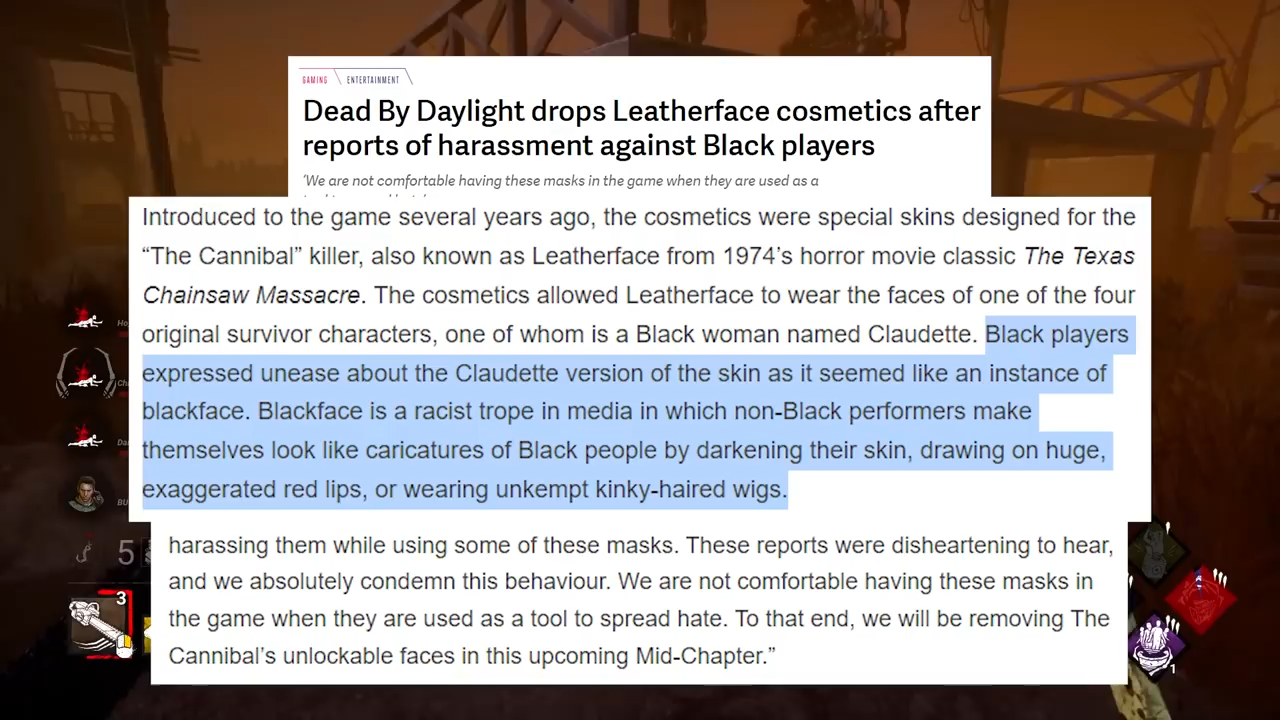 GAMING ENTERTAINMENT
Dead By Daylight drops Leatherface cosmetics after
reports of harassment against Black players
'We are not comfortable having these masks in the game when they are used as a
Introduced to the game several years ago, the cosmetics were special skins designed for the
“The Cannibal” killer, also known as Leatherface from 1974’s horror movie classic The Texas
Chainsaw Massacre. The cosmetics allowed Leatherface to wear the faces of one of the four
original survivor characters, one of whom is a Black woman named Claudette. Black players
expressed unease about the Claudette version of the skin as it seemed like an instance of
blackface. Blackface is a racist trope in media in which non-Black performers make
themselves look like caricatures of Black people by darkening their skin, drawing on huge,
exaggerated red lips, or wearing unkempt kinky-haired wigs.
harassing them while using some of these masks. These reports were disheartening to hear,
and we absolutely condemn this behaviour. We are not comfortable having these masks in
the game when they are used as a tool to spread hate. To that end, we will be removing The
Cannibal’s unlockable faces in this upcoming Mid-Chapter.”
5
3
1